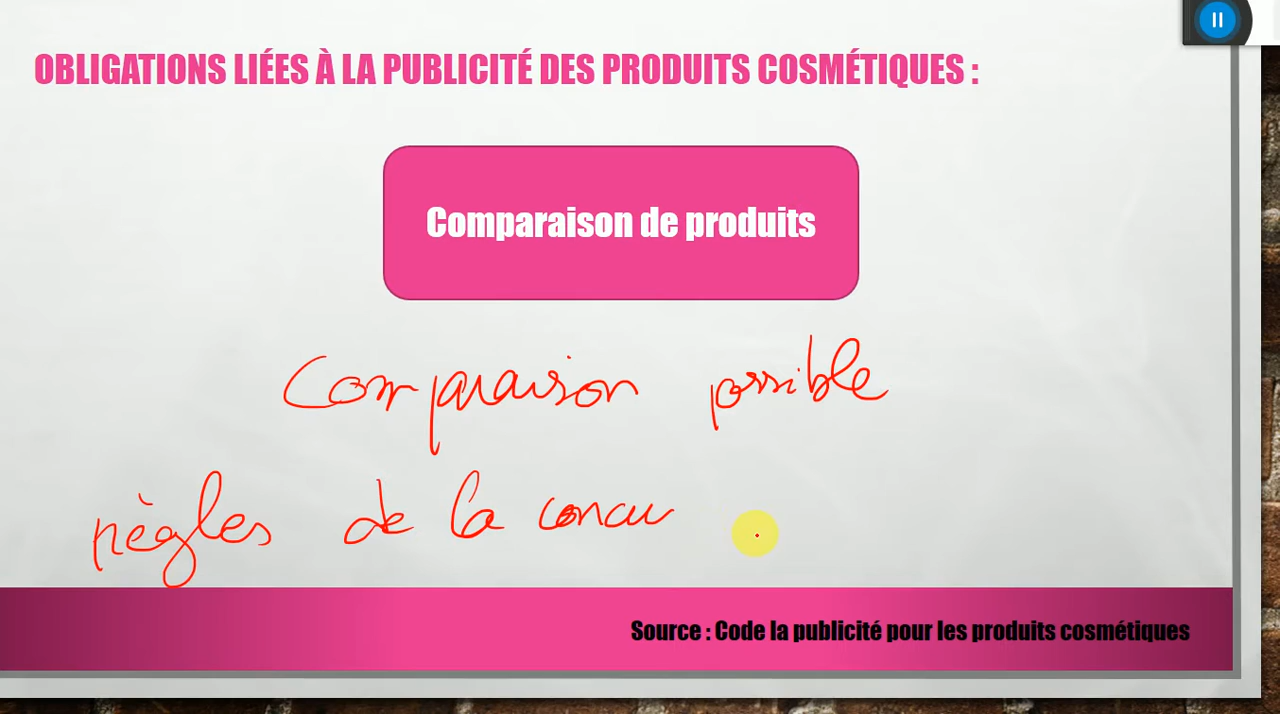 OBLIGATIONS LIÉES À LA PUBLICITÉ DES PRODUITS COSMÉTIQUES :
Comparaison de produits
Comparaison possible
règles de la concu
Source : Code la publicité pour les produits cosmétiques